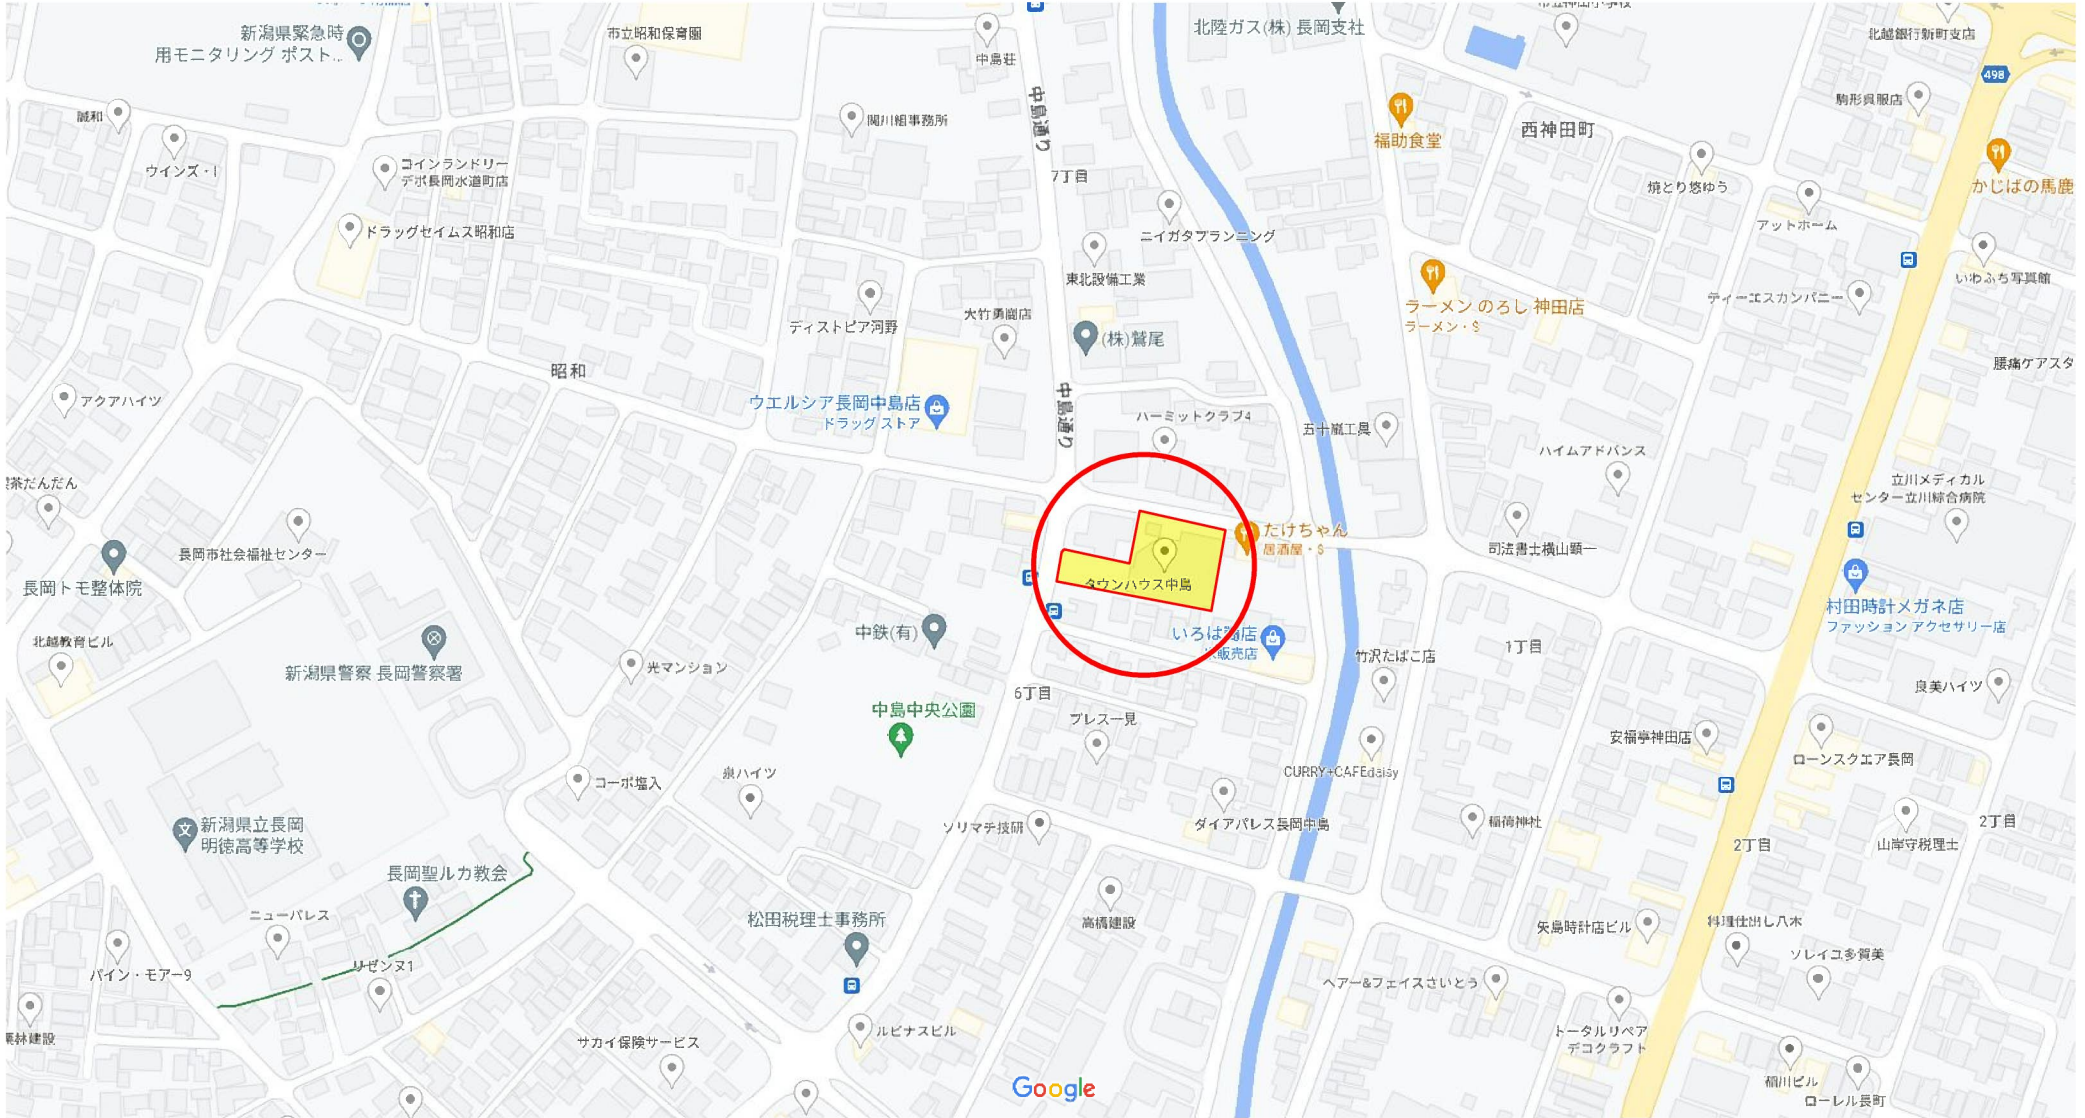 新潟県緊急時
用モニタリング ポスト...
市立昭和保育園
中島荘
北陸ガス(株) 長岡支社
北越銀行新町支店
498
誠和
ウインズ・I
関川組事務所
中島通り
福助食堂
西神田町
駒形呉服店
かじばの馬鹿
コインランドリー
デポ長岡水道町店
7丁目
焼とり悠ゆう
アットホーム
ドラッグセイムス昭和店
ニイガタプランニング
東北設備工業
いわふち写真館
ディストピア河野
大竹勇商店
(株)鷲尾
ラーメン のろし 神田店
ラーメン・$
ティーエスカンパニー
昭和
腰痛ケアスタ
アクアハイツ
ウエルシア長岡中島店
ドラッグ ストア
中島通り
ハーミットクラブ4
五十嵐工具
ハイムアドバンス
茶だんだん
立川メディカル
センター立川綜合病院
長岡市社会福祉センター
たけちゃん
居酒屋・$
司法書士横山顕一
長岡トモ整体院
タウンハウス中島
村田時計メガネ店
ファッション アクセサリー店
北越教育ビル
中鉄(有)
新潟県警察 長岡警察署
光マンション
竹沢たばこ店
1丁目
6丁目
良美ハイツ
中島中央公園
プレス一見
安福亭神田店
ローンスクエア長岡
コーポ塩入
泉ハイツ
CURRY+CAFEdaisy
新潟県立長岡
明徳高等学校
ソリマチ技研
ダイアパレス長岡中島
稲荷神社
2丁目
2丁目
山岸守税理士
長岡聖ルカ教会
ニューパレス
松田税理士事務所
高橋建設
矢島時計店ビル
料理仕出し八木
パイン・モアー9
リゼンヌ1
ヘアー&フェイスさいとう
ソレイユ多賀美
栗林建設
サカイ保険サービス
ルピナスビル
トータルリペア
デコクラフト
稲川ビル
ローレル長町
Google